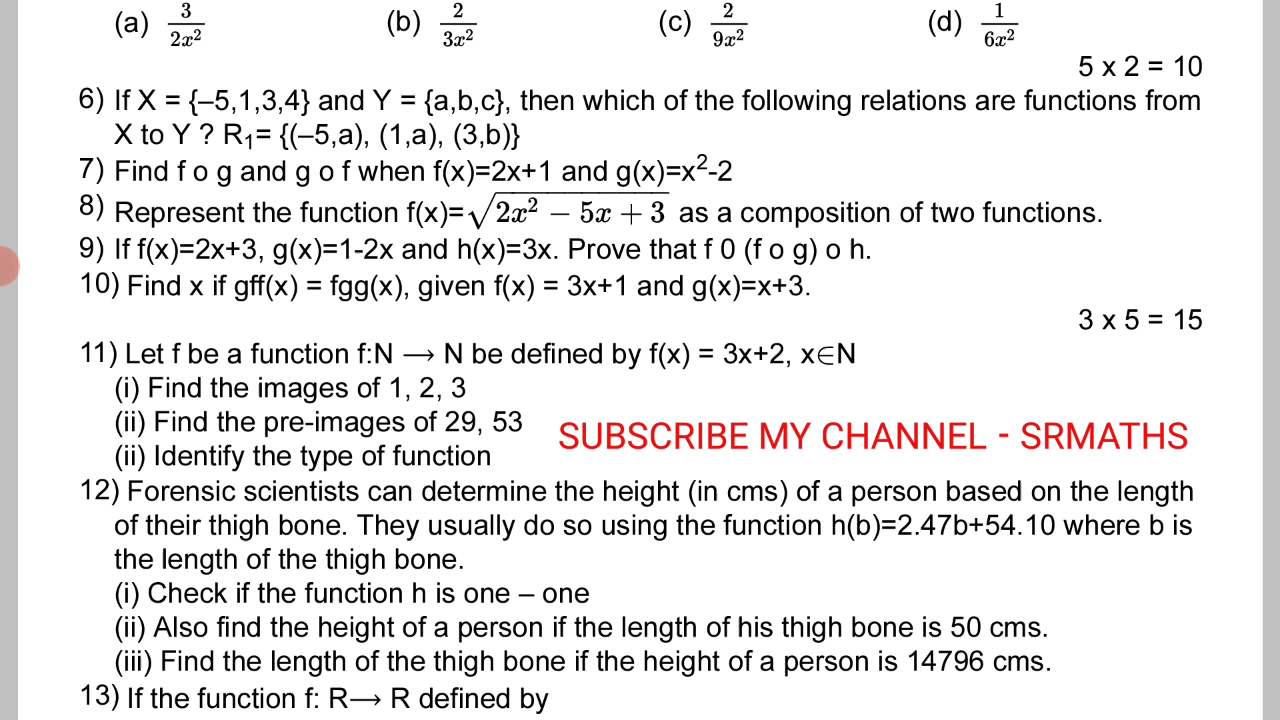 (a) 3/2x² (b) 2/3x² (c) 2/9x² (d) 1/6x²
5 x 2 = 10
6) If X = {–5,1,3,4} and Y = {a,b,c}, then which of the following relations are functions from
X to Y ? R₁= {(–5,a), (1,a), (3,b)}
7) Find f o g and g o f when f(x)=2x+1 and g(x)=x²-2
8) Represent the function f(x)=√(2x² – 5x + 3) as a composition of two functions.
9) If f(x)=2x+3, g(x)=1-2x and h(x)=3x. Prove that f 0 (f o g) o h.
10) Find x if gff(x) = fgg(x), given f(x) = 3x+1 and g(x)=x+3.
3 x 5 = 15
11) Let f be a function f:N ⟶ N be defined by f(x) = 3x+2, x∈N
(i) Find the images of 1, 2, 3
(ii) Find the pre-images of 29, 53
SUBSCRIBE MY CHANNEL - SRMATHS
(ii) Identify the type of function
12) Forensic scientists can determine the height (in cms) of a person based on the length
of their thigh bone. They usually do so using the function h(b)=2.47b+54.10 where b is
the length of the thigh bone.
(i) Check if the function h is one – one
(ii) Also find the height of a person if the length of his thigh bone is 50 cms.
(iii) Find the length of the thigh bone if the height of a person is 14796 cms.
13) If the function f: R⟶ R defined by